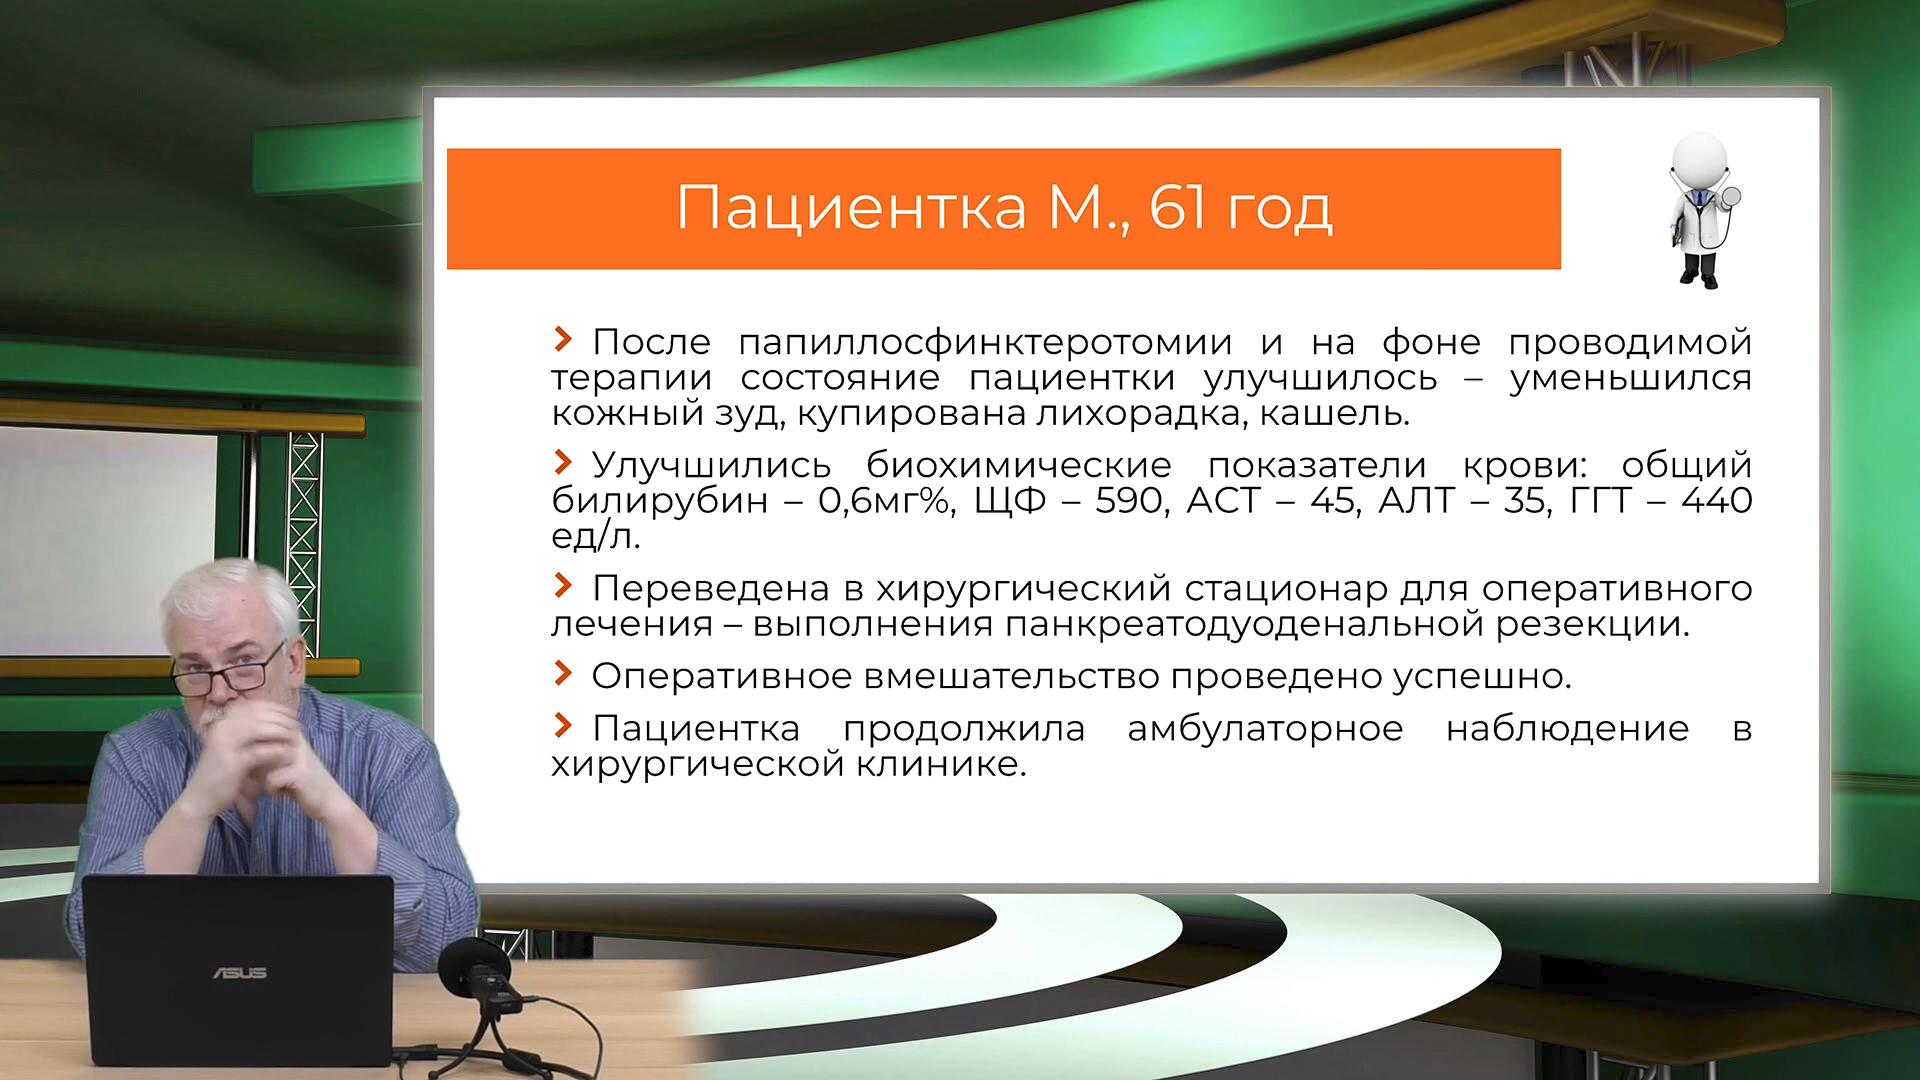 Пациентка М., 61 год
После папиллосфинктеротомии и на фоне проводимой
терапии состояние пациентки улучшилось – уменьшился
кожный зуд, купирована лихорадка, кашель.
Улучшились биохимические показатели крови: общий
билирубин – 0,6мг%, ЩФ – 590, АСТ – 45, АЛТ – 35, ГГТ – 440
ед/л.
Переведена в хирургический стационар для оперативного
лечения – выполнения панкреатодуоденальной резекции.
Оперативное вмешательство проведено успешно.
Пациентка продолжила амбулаторное наблюдение в
хирургической клинике.
ASUS